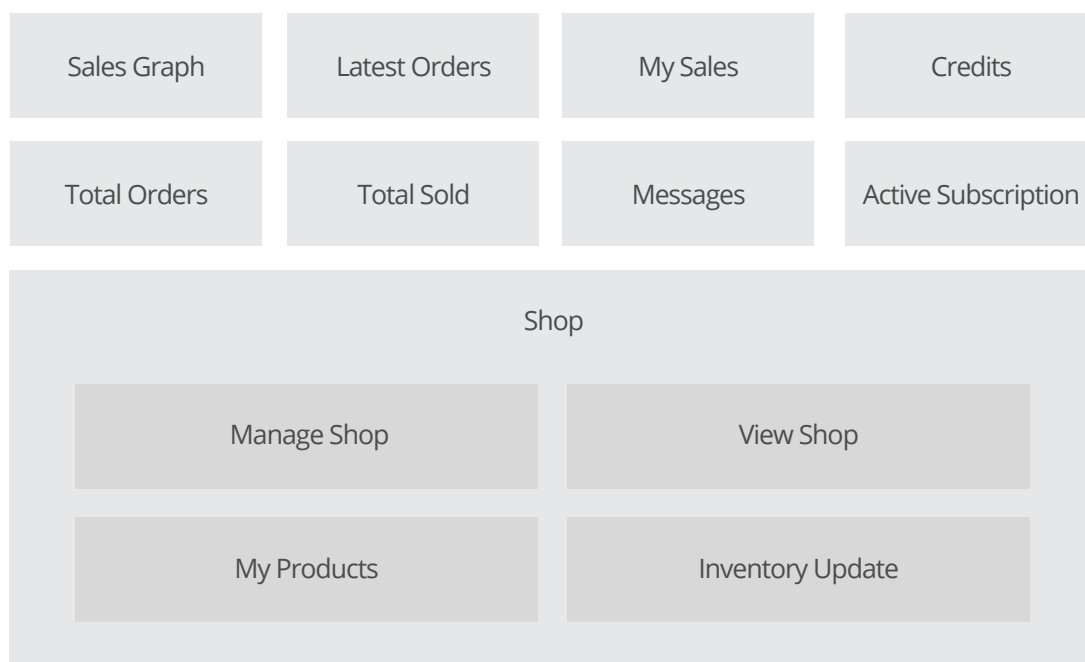 Sales Graph
Latest Orders
My Sales
Credits
Total Orders
Total Sold
Messages
Active Subscription
Shop
Manage Shop
View Shop
My Products
Inventory Update